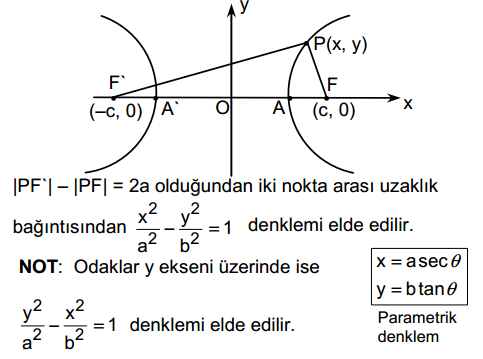 y
P(x, y)
F` F
(–c, 0) A` O A (c, 0) x
|PF`| – |PF| = 2a olduğundan iki nokta arası uzaklık
bağıntısından x²/a² – y²/b² = 1 denklemi elde edilir.
NOT: Odaklar y ekseni üzerinde ise
y²/a² – x²/b² = 1 denklemi elde edilir.
x = a sec θ
y = b tan θ
Parametrik
denklem